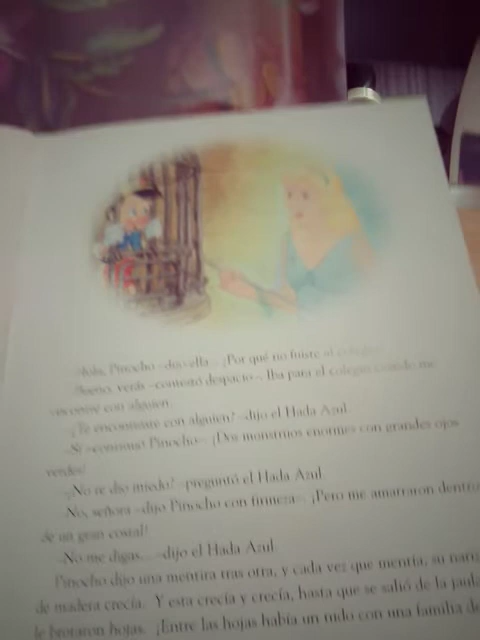 –Hola, Pinocho –dijo ella–. ¿Por qué no fuiste al colegio?
–Bueno, verás –contestó despacio–. Iba para el colegio cuando me
encontré con alguien.
–¿Te encontraste con alguien? –dijo el Hada Azul.
–Sí –continuó Pinocho–. ¡Dos monstruos enormes con grandes ojos
verdes!
–¿No te dio miedo? –preguntó el Hada Azul.
–No, señora –dijo Pinocho con firmeza–. ¡Pero me amarraron dentro
de un gran costal!
–No me digas... –dijo el Hada Azul.
Pinocho dijo una mentira tras otra, y cada vez que mentía, su nariz
de madera crecía. Y esta crecía y crecía, hasta que se salió de la jaula
le brotaron hojas. ¡Entre las hojas había un nido con una familia de